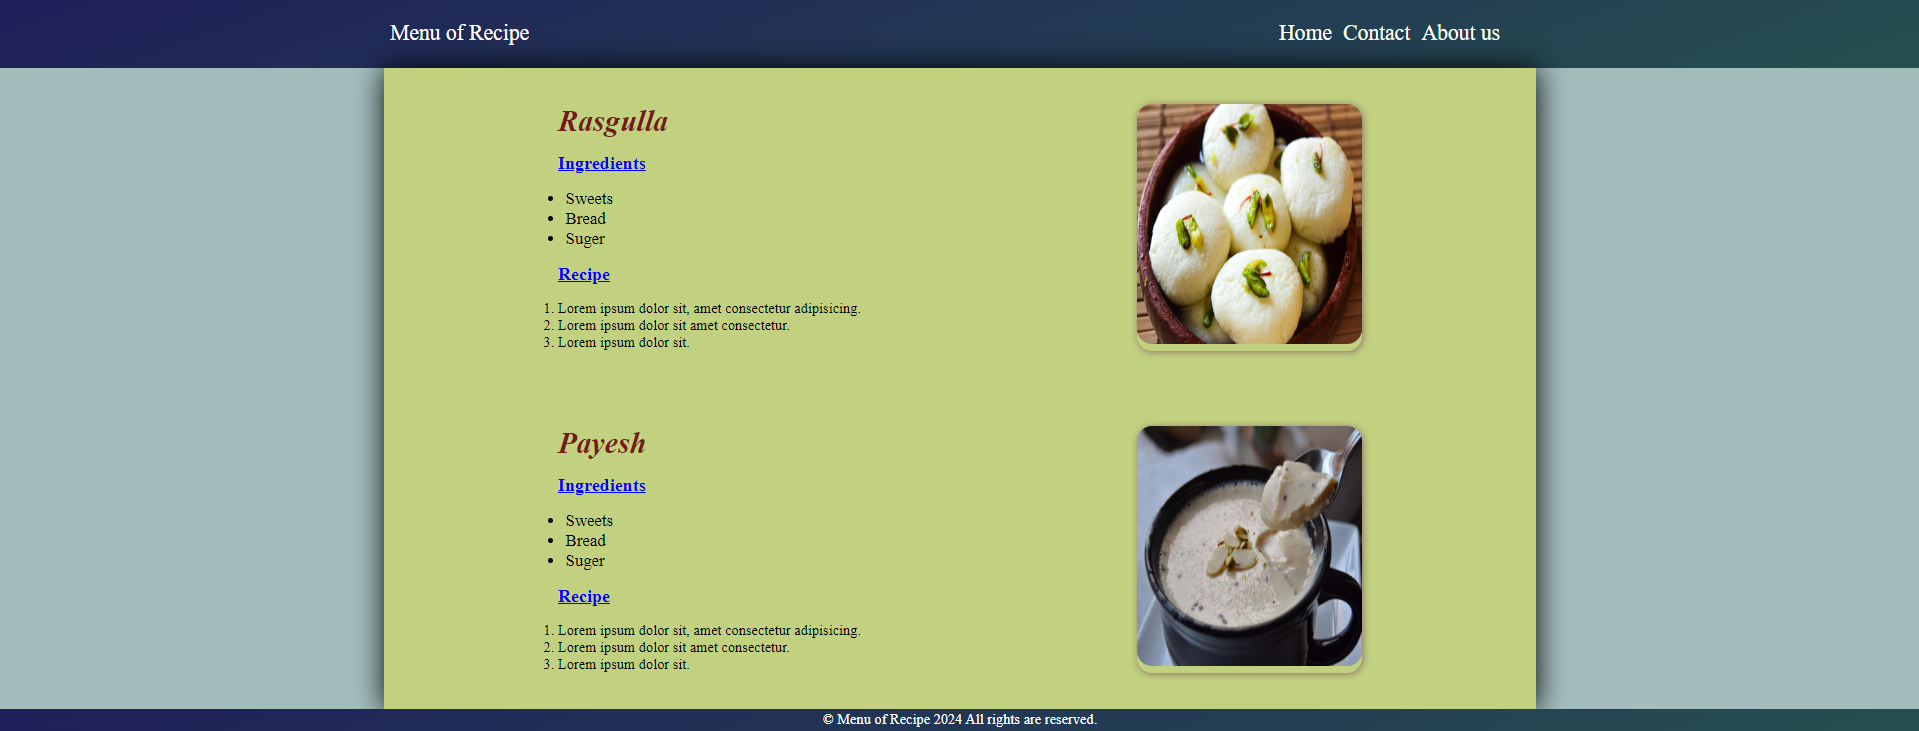 Menu of Recipe
Home Contact About us
Rasgulla
Ingredients
• Sweets
• Bread
• Suger
Recipe
1. Lorem ipsum dolor sit, amet consectetur adipisicing.
2. Lorem ipsum dolor sit amet consectetur.
3. Lorem ipsum dolor sit.
Payesh
Ingredients
• Sweets
• Bread
• Suger
Recipe
1. Lorem ipsum dolor sit, amet consectetur adipisicing.
2. Lorem ipsum dolor sit amet consectetur.
3. Lorem ipsum dolor sit.
© Menu of Recipe 2024 All rights are reserved.